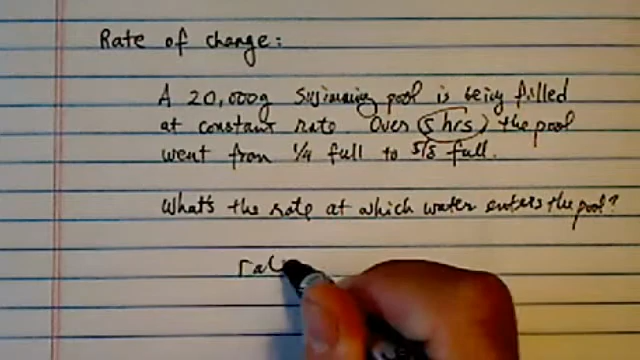 Rate of change:
A 20,000g swimming pool is being filled
at constant rate. Over (5 hrs) the pool
went from 1/4 full to 5/8 full.
What's the rate at which water enters the pool?
rat